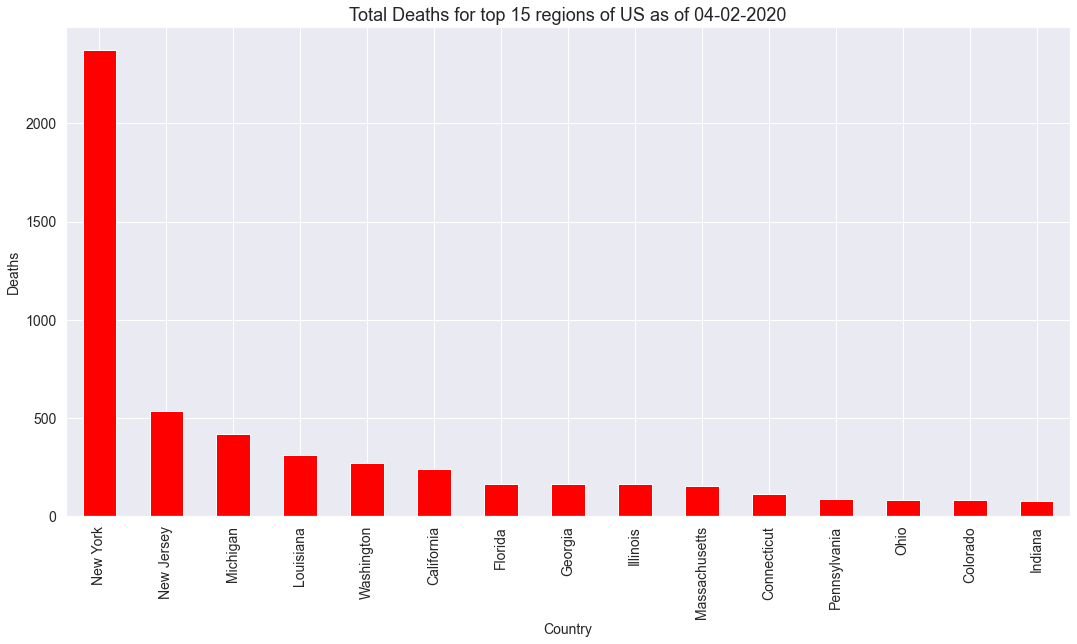 Total Deaths for top 15 regions of US as of 04-02-2020
2000
1500
1000
500
0
Deaths
New York
New Jersey
Michigan
Louisiana
Washington
California
Florida
Georgia
Illinois
Massachusetts
Connecticut
Pennsylvania
Ohio
Colorado
Indiana
Country